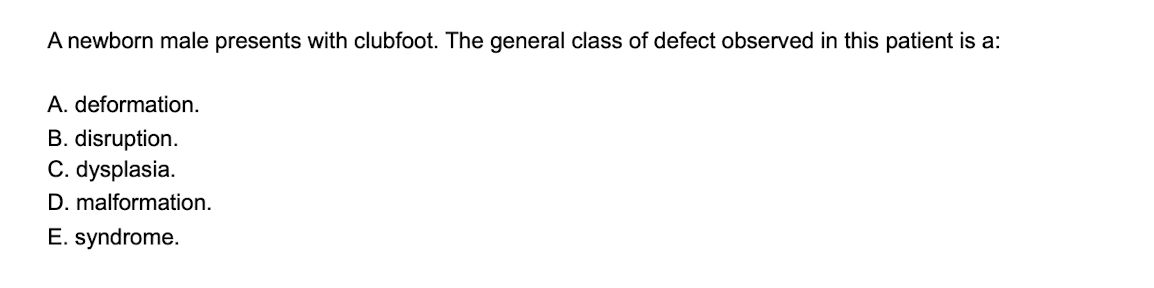 A newborn male presents with clubfoot. The general class of defect observed in this patient is a:
A. deformation.
B. disruption.
C. dysplasia.
D. malformation.
E. syndrome.